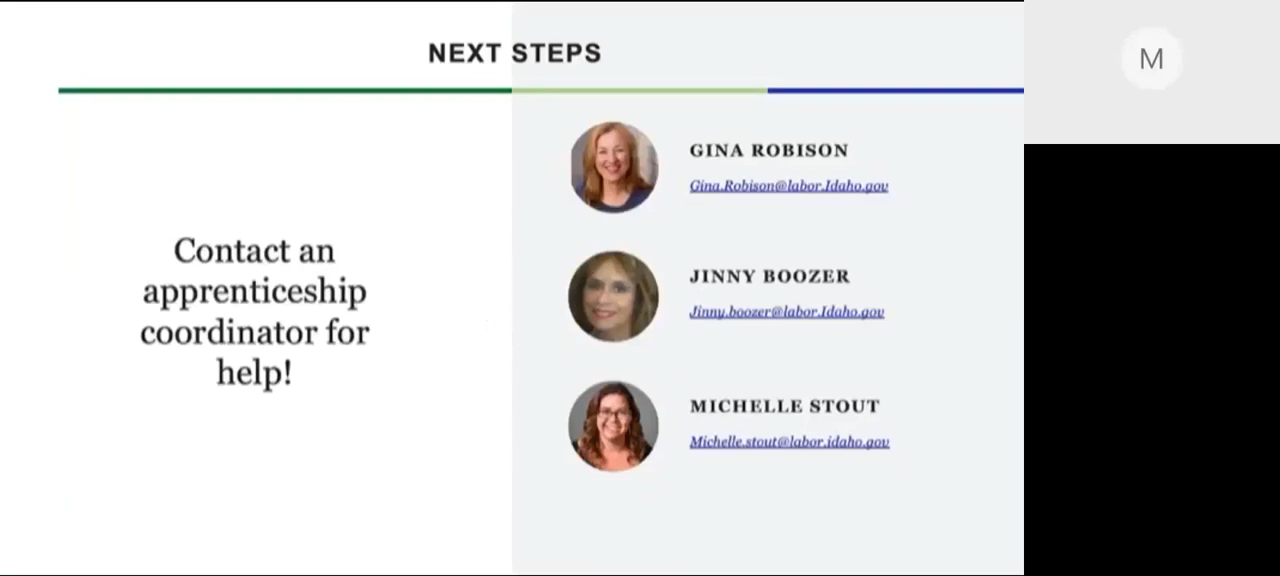 NEXT STEPS
M
Contact an
apprenticeship
coordinator for
help!
GINA ROBISON
Gina.Robison@labor.Idaho.gov
JINNY BOOZER
Jinny.boozer@labor.Idaho.gov
MICHELLE STOUT
Michelle.stout@labor.idaho.gov